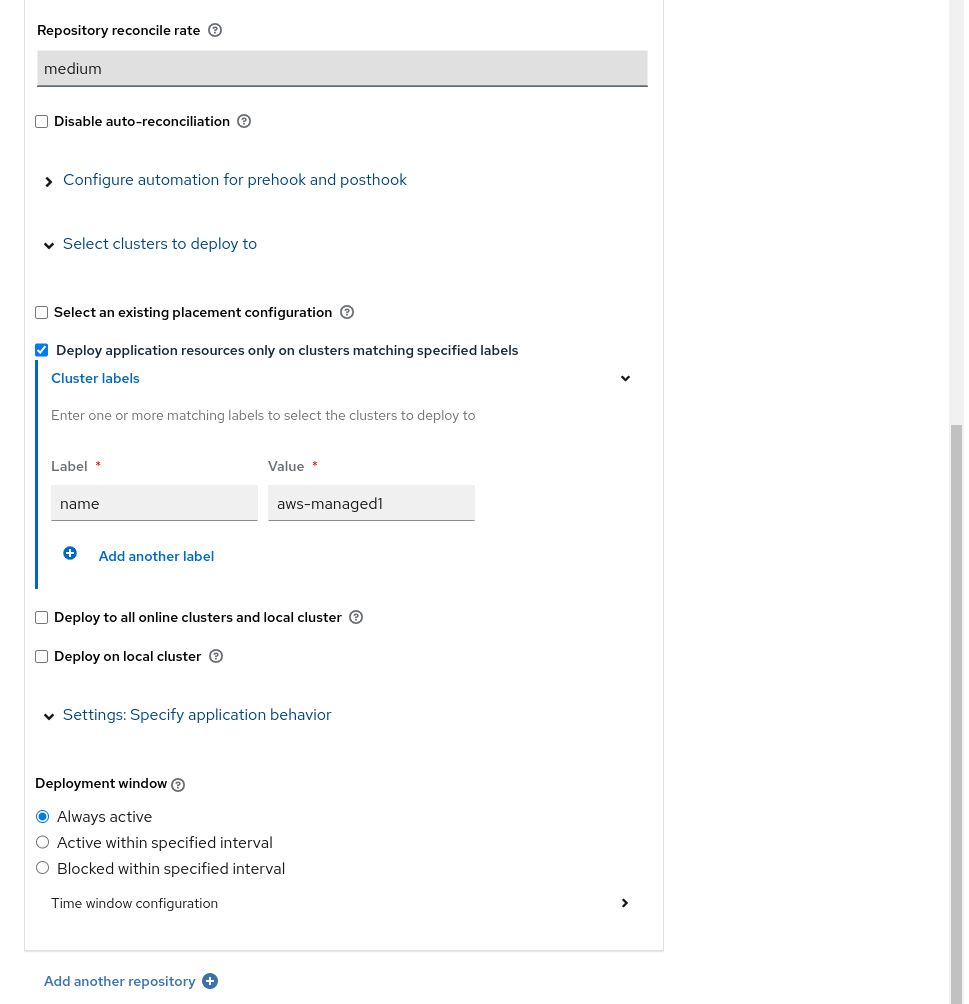 Repository reconcile rate
medium
Disable auto-reconciliation
Configure automation for prehook and posthook
Select clusters to deploy to
Select an existing placement configuration
Deploy application resources only on clusters matching specified labels
Cluster labels
Enter one or more matching labels to select the clusters to deploy to
Label * Value *
name aws-managed1
Add another label
Deploy to all online clusters and local cluster
Deploy on local cluster
Settings: Specify application behavior
Deployment window
Always active
Active within specified interval
Blocked within specified interval
Time window configuration
Add another repository